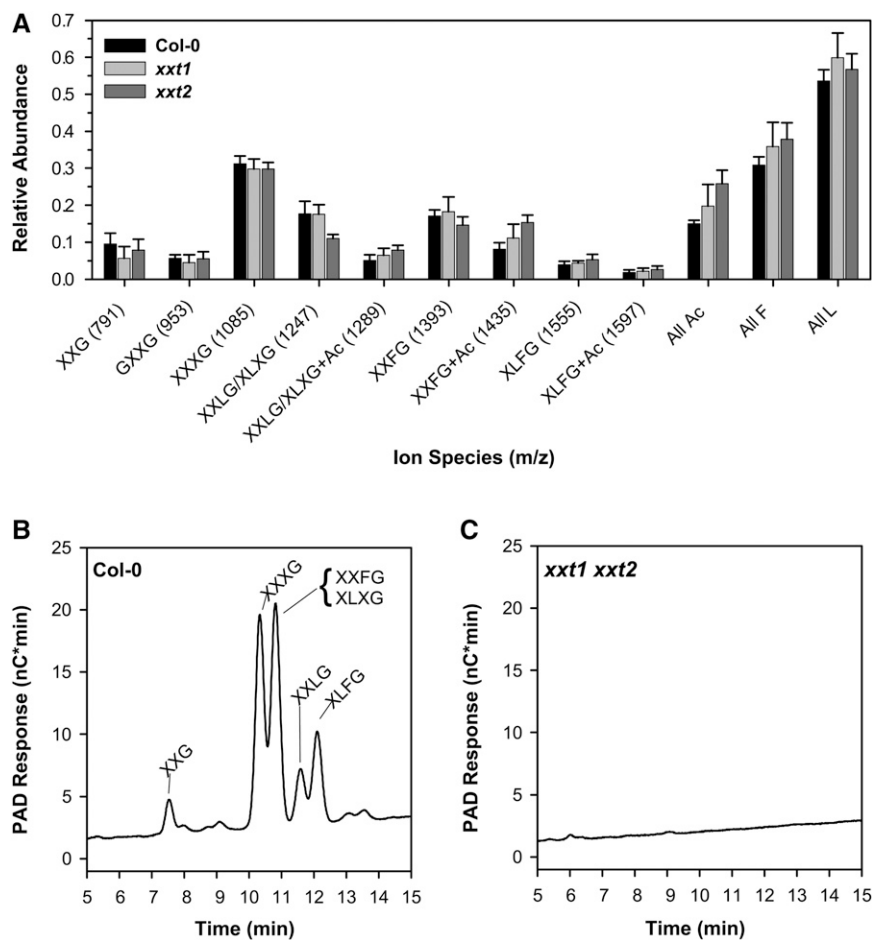 A
Relative Abundance
0.7
0.6
0.5
0.4
0.3
0.2
0.1
0.0
Col-0
xxt1
xxt2
XXG (791)
GXXG (953)
XXXG (1085)
XXLG/XLXG (1247)
XXLG/XLXG+Ac (1289)
XXFG (1393)
XXFG+Ac (1435)
XLFG (1555)
XLFG+Ac (1597)
All Ac
All F
All L
Ion Species (m/z)
B
PAD Response (nC*min)
25
20
15
10
5
0
Col-0
XXG
XXXG
{ XXFG
XLXG
XXLG
XLFG
5 6 7 8 9 10 11 12 13 14 15
Time (min)
C
PAD Response (nC*min)
25
20
15
10
5
0
xxt1 xxt2
5 6 7 8 9 10 11 12 13 14 15
Time (min)